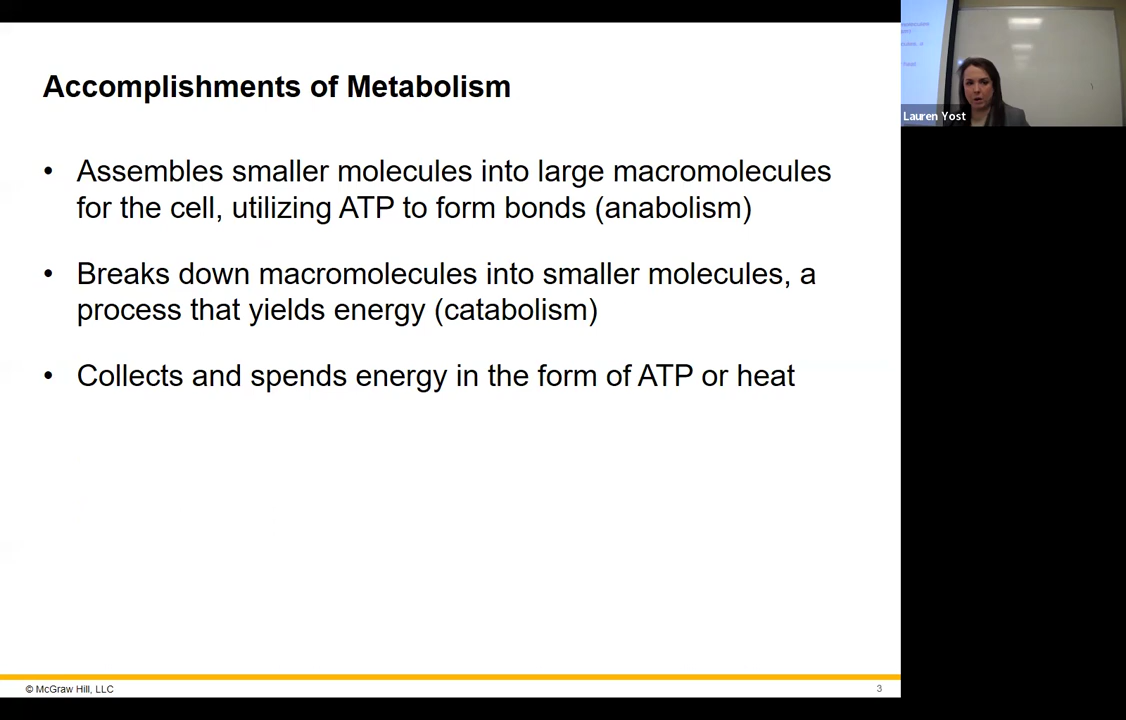 Accomplishments of Metabolism
• Assembles smaller molecules into large macromolecules
for the cell, utilizing ATP to form bonds (anabolism)
• Breaks down macromolecules into smaller molecules, a
process that yields energy (catabolism)
• Collects and spends energy in the form of ATP or heat
© McGraw Hill, LLC
3
Lauren Yost